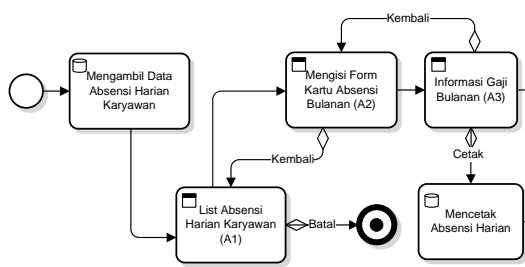 Kembali
Mengambil Data
Absensi Harian
Karyawan
Mengisi Form
Kartu Absensi
Bulanan (A2)
Informasi Gaji
Bulanan (A3)
Kembali
Cetak
List Absensi
Harian Karyawan
(A1)
Batal
Mencetak
Absensi Harian